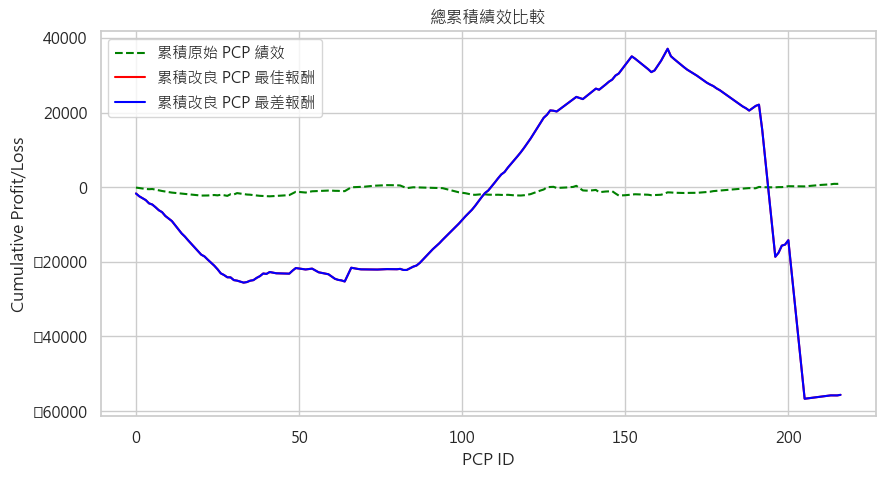 總累積績效比較
累積原始 PCP 績效
累積改良 PCP 最佳報酬
累積改良 PCP 最差報酬
Cumulative Profit/Loss
40000
20000
0
□20000
□40000
□60000
0 50 100 150 200
PCP ID